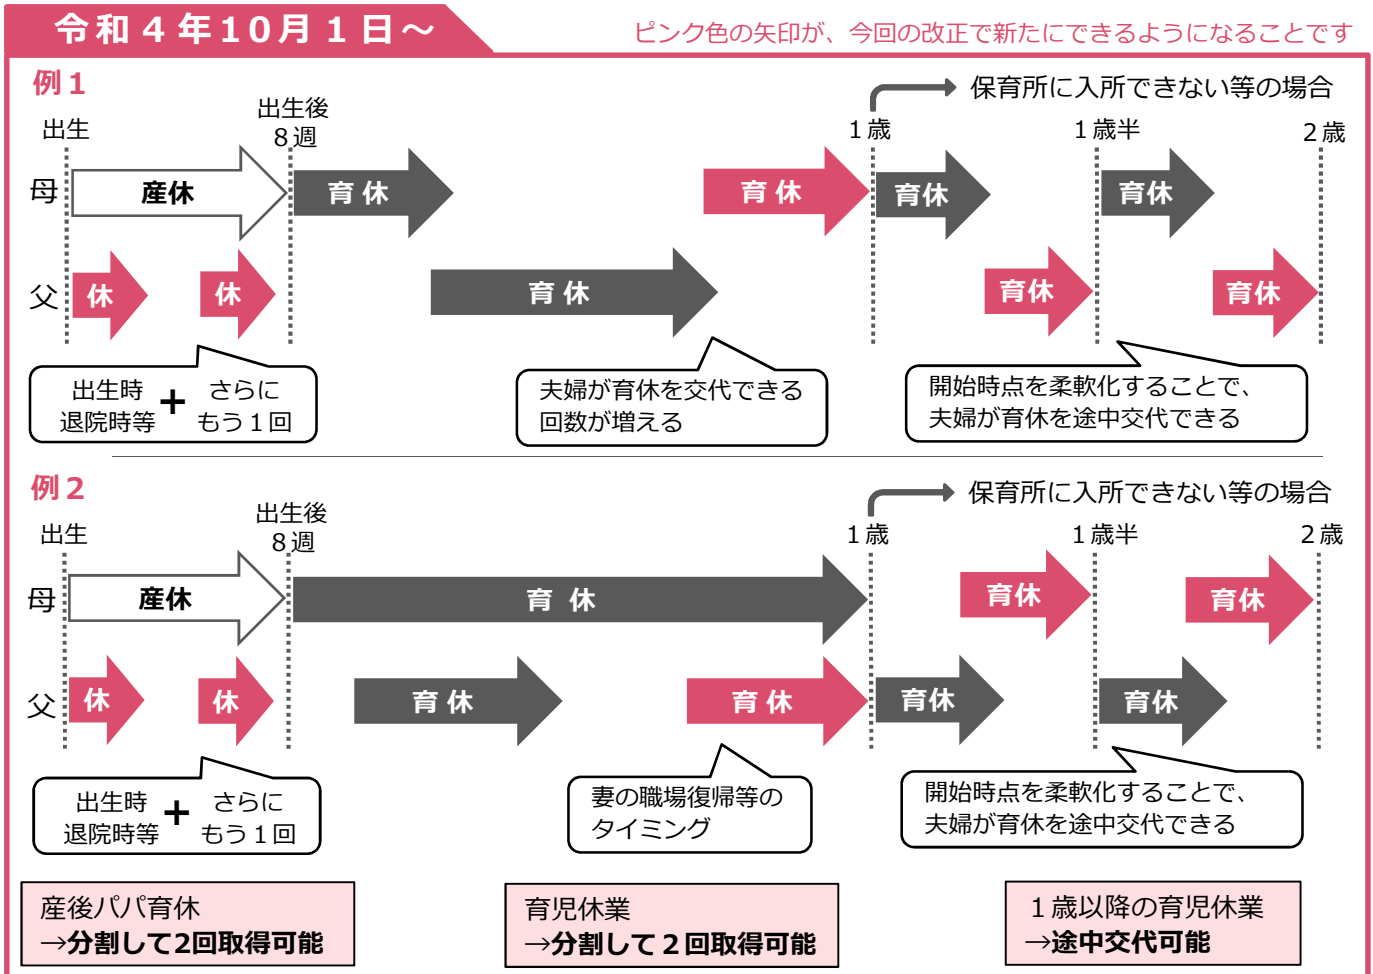 令和４年10月１日～
ピンク色の矢印が、今回の改正で新たにできるようになることです
例１
保育所に入所できない等の場合
出生
出生後
８週
１歳
１歳半
２歳
母
産休
育休
育休
育休
育休
父
休
休
育休
育休
育休
出生時
退院時等
＋
さらに
もう１回
夫婦が育休を交代できる
回数が増える
開始時点を柔軟化することで、
夫婦が育休を途中交代できる
例２
保育所に入所できない等の場合
出生
出生後
８週
１歳
１歳半
２歳
母
産休
育休
育休
育休
父
休
休
育休
育休
育休
育休
出生時
退院時等
＋
さらに
もう１回
妻の職場復帰等の
タイミング
開始時点を柔軟化することで、
夫婦が育休を途中交代できる
産後パパ育休
→分割して2回取得可能
育児休業
→分割して２回取得可能
１歳以降の育児休業
→途中交代可能